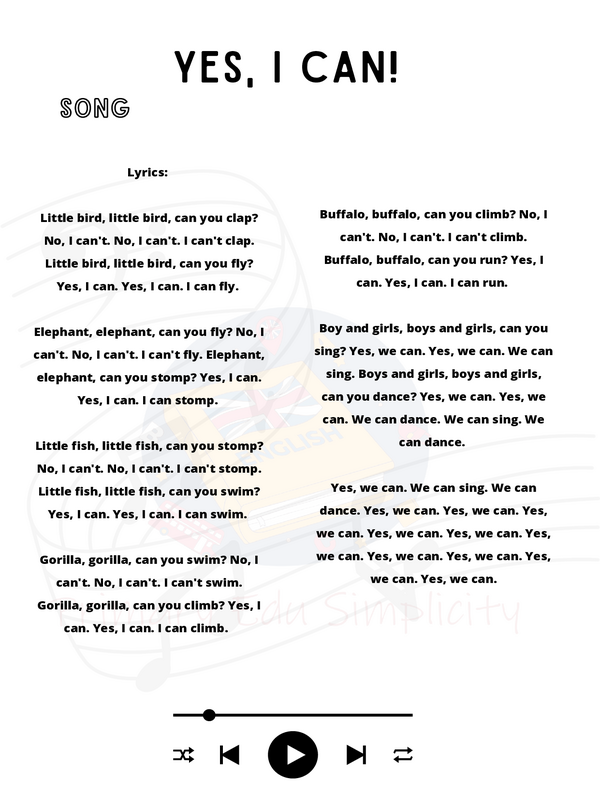 YES, I CAN!
SONG
Lyrics:
Little bird, little bird, can you clap?
No, I can't. No, I can't. I can't clap.
Little bird, little bird, can you fly?
Yes, I can. Yes, I can. I can fly.
Elephant, elephant, can you fly? No, I
can't. No, I can't. I can't fly. Elephant,
elephant, can you stomp? Yes, I can.
Yes, I can. I can stomp.
Little fish, little fish, can you stomp?
No, I can't. No, I can't. I can't stomp.
Little fish, little fish, can you swim?
Yes, I can. Yes, I can. I can swim.
Gorilla, gorilla, can you swim? No, I
can't. No, I can't. I can't swim.
Gorilla, gorilla, can you climb? Yes, I
can. Yes, I can. I can climb.
Buffalo, buffalo, can you climb? No, I
can't. No, I can't. I can't climb.
Buffalo, buffalo, can you run? Yes, I
can. Yes, I can. I can run.
Boy and girls, boys and girls, can you
sing? Yes, we can. Yes, we can. We can
sing. Boys and girls, boys and girls,
can you dance? Yes, we can. Yes, we
can. We can dance. We can sing. We
can dance.
Yes, we can. We can sing. We can
dance. Yes, we can. Yes, we can. Yes,
we can. Yes, we can. Yes, we can. Yes,
we can. Yes, we can. Yes, we can. Yes,
we can. Yes, we can.
ENGLISH
Edu Simplicity